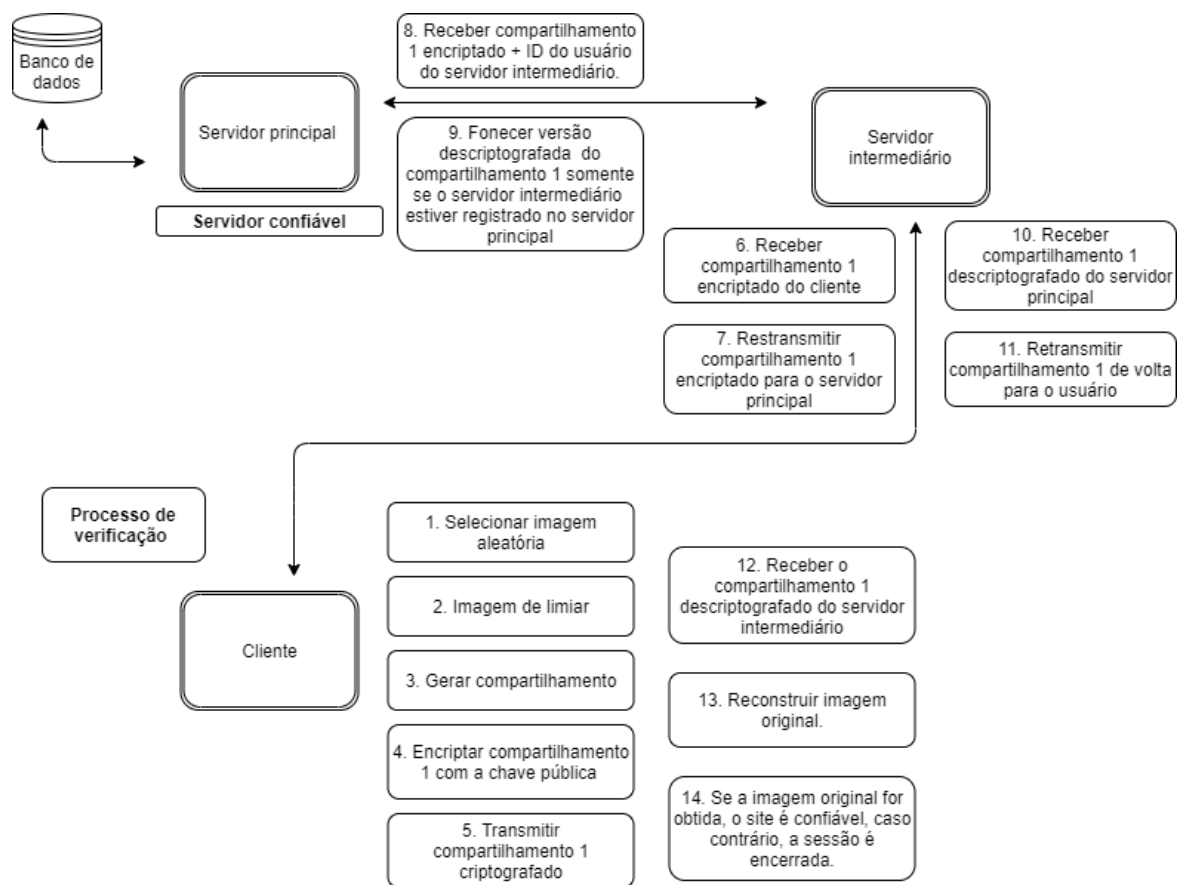 Banco de
dados
Servidor principal
Servidor confiável
8. Receber compartilhamento
1 encriptado + ID do usuário
do servidor intermediário.
9. Fonecer versão
descriptografada do
compartilhamento 1 somente
se o servidor intermediário
estiver registrado no servidor
principal
Servidor
intermediário
6. Receber
compartilhamento 1
encriptado do cliente
7. Restransmitir
compartilhamento 1
encriptado para o servidor
principal
10. Receber
compartilhamento 1
descriptografado do servidor
principal
11. Retransmitir
compartilhamento 1 de volta
para o usuário
Processo de
verificação
Cliente
1. Selecionar imagem
aleatória
2. Imagem de limiar
3. Gerar compartilhamento
4. Encriptar compartilhamento
1 com a chave pública
5. Transmitir
compartilhamento 1
criptografado
12. Receber o
compartilhamento 1
descriptografado do servidor
intermediário
13. Reconstruir imagem
original.
14. Se a imagem original for
obtida, o site é confiável, caso
contrário, a sessão é
encerrada.